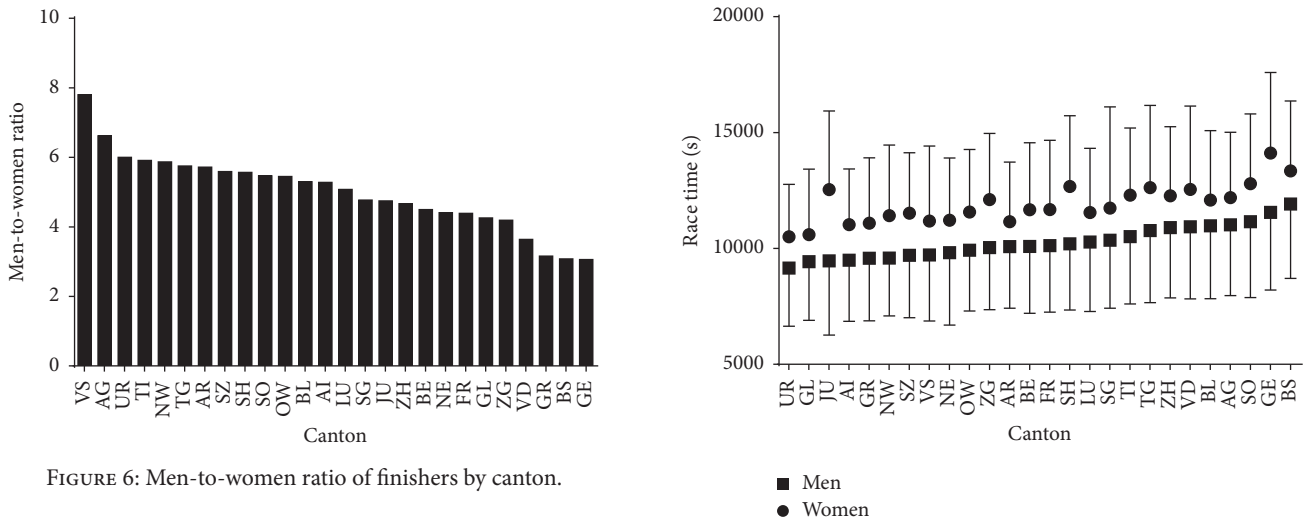 10
8
6
4
2
0
Men-to-women ratio
VS AG UR TI NW TG AR SZ SH SO OW BL AI LU SG JU ZH BE NE FR GL ZG VD GR BS GE
Canton
FIGURE 6: Men-to-women ratio of finishers by canton.
20000
15000
10000
5000
Race time (s)
UR GL JU AI GR NW SZ VS NE OW ZG AR BE FR SH LU SG TI TG ZH VD BL AG SO GE BS
Canton
Men
Women